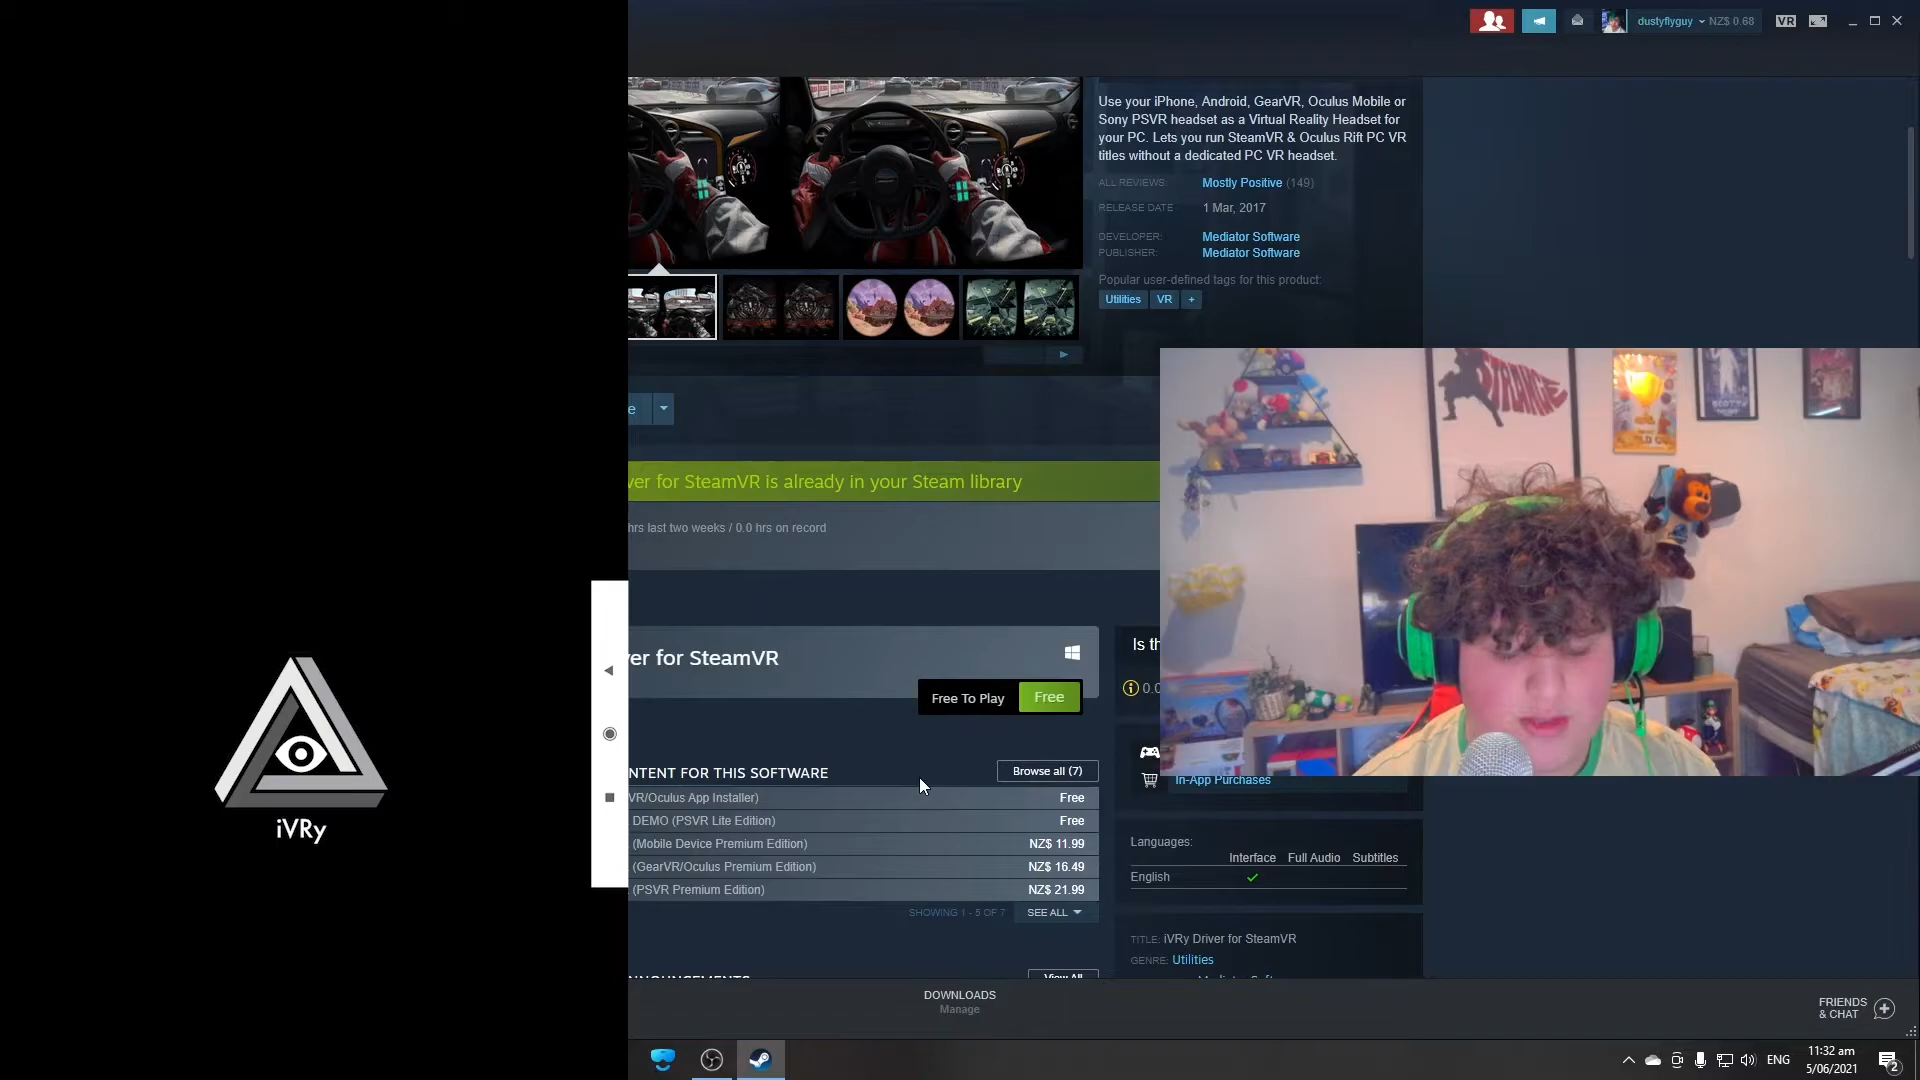 dustyflyguy NZ$ 0.68
VR
Use your iPhone, Android, GearVR, Oculus Mobile or
Sony PSVR headset as a Virtual Reality Headset for
your PC. Lets you run SteamVR & Oculus Rift PC VR
titles without a dedicated PC VR headset.
ALL REVIEWS: Mostly Positive (149)
RELEASE DATE 1 Mar, 2017
DEVELOPER: Mediator Software
PUBLISHER: Mediator Software
Popular user-defined tags for this product:
Utilities VR +
e
ver for SteamVR is already in your Steam library
hrs last two weeks / 0.0 hrs on record
STRANGE
ver for SteamVR
Free To Play Free
Is th
0.0
NTENT FOR THIS SOFTWARE Browse all (7)
VR/Oculus App Installer) Free
DEMO (PSVR Lite Edition) Free
(Mobile Device Premium Edition) NZ$ 11.99
(GearVR/Oculus Premium Edition) NZ$ 16.49
(PSVR Premium Edition) NZ$ 21.99
SHOWING 1 - 5 OF 7 SEE ALL
In-App Purchases
Languages:
Interface Full Audio Subtitles
English
TITLE: iVRy Driver for SteamVR
GENRE: Utilities
View All
iVRy
DOWNLOADS
Manage
FRIENDS
& CHAT
ENG
11:32 am
5/06/2021
2